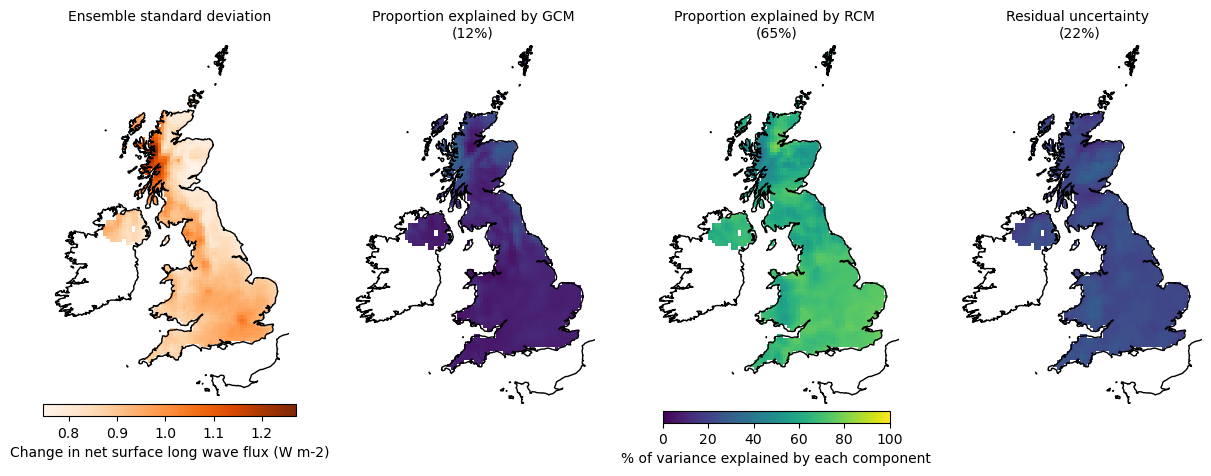 Ensemble standard deviation
Proportion explained by GCM
(12%)
Proportion explained by RCM
(65%)
Residual uncertainty
(22%)
0.8 0.9 1.0 1.1 1.2
Change in net surface long wave flux (W m-2)
0 20 40 60 80 100
% of variance explained by each component